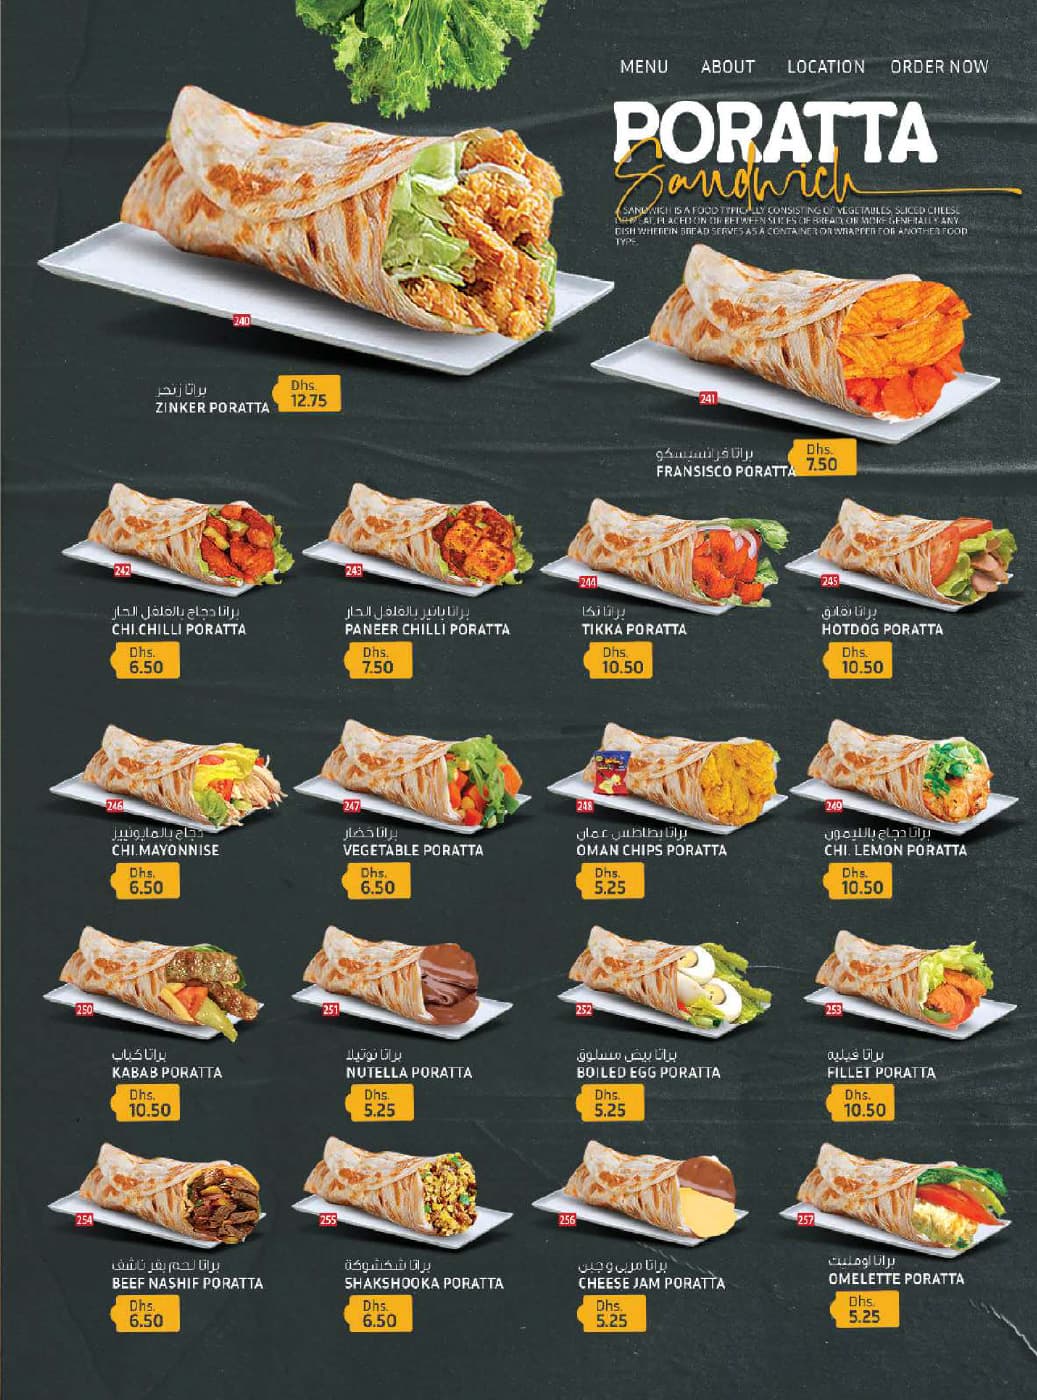 MENU ABOUT LOCATION ORDER NOW
PORATTA
Sandwich
A SANDWICH IS A FOOD TYPICALLY CONSISTING OF VEGETABLES, SLICED CHEESE
OR MEAT, PLACED ON OR BETWEEN SLICES OF BREAD, OR MORE GENERALLY ANY
DISH WHEREIN BREAD SERVES AS A CONTAINER OR WRAPPER FOR ANOTHER FOOD
TYPE.
240
براتا زنجر
ZINKER PORATTA
Dhs.
12.75
241
براتا فرانسيسكو
FRANSISCO PORATTA
Dhs.
7.50
242
براتا دجاج بالفلفل الحار
CHI.CHILLI PORATTA
Dhs.
6.50
243
براتا بانير بالفلفل الحار
PANEER CHILLI PORATTA
Dhs.
7.50
244
براتا تكا
TIKKA PORATTA
Dhs.
10.50
245
براتا نقانق
HOTDOG PORATTA
Dhs.
10.50
246
دجاج بالمايونييز
CHI.MAYONNISE
Dhs.
6.50
247
براتا خضار
VEGETABLE PORATTA
Dhs.
6.50
248
براتا بطاطس عمان
OMAN CHIPS PORATTA
Dhs.
5.25
249
براتا دجاج بالليمون
CHI. LEMON PORATTA
Dhs.
10.50
250
براتا كباب
KABAB PORATTA
Dhs.
10.50
251
براتا نوتيلا
NUTELLA PORATTA
Dhs.
5.25
252
براتا بيض مسلوق
BOILED EGG PORATTA
Dhs.
5.25
253
براتا فيليه
FILLET PORATTA
Dhs.
10.50
254
براتا لحم بقر ناشف
BEEF NASHIF PORATTA
Dhs.
6.50
255
براتا شكشوكة
SHAKSHOOKA PORATTA
Dhs.
6.50
256
براتا مربى و جبن
CHEESE JAM PORATTA
Dhs.
5.25
257
براتا اومليت
OMELETTE PORATTA
Dhs.
5.25